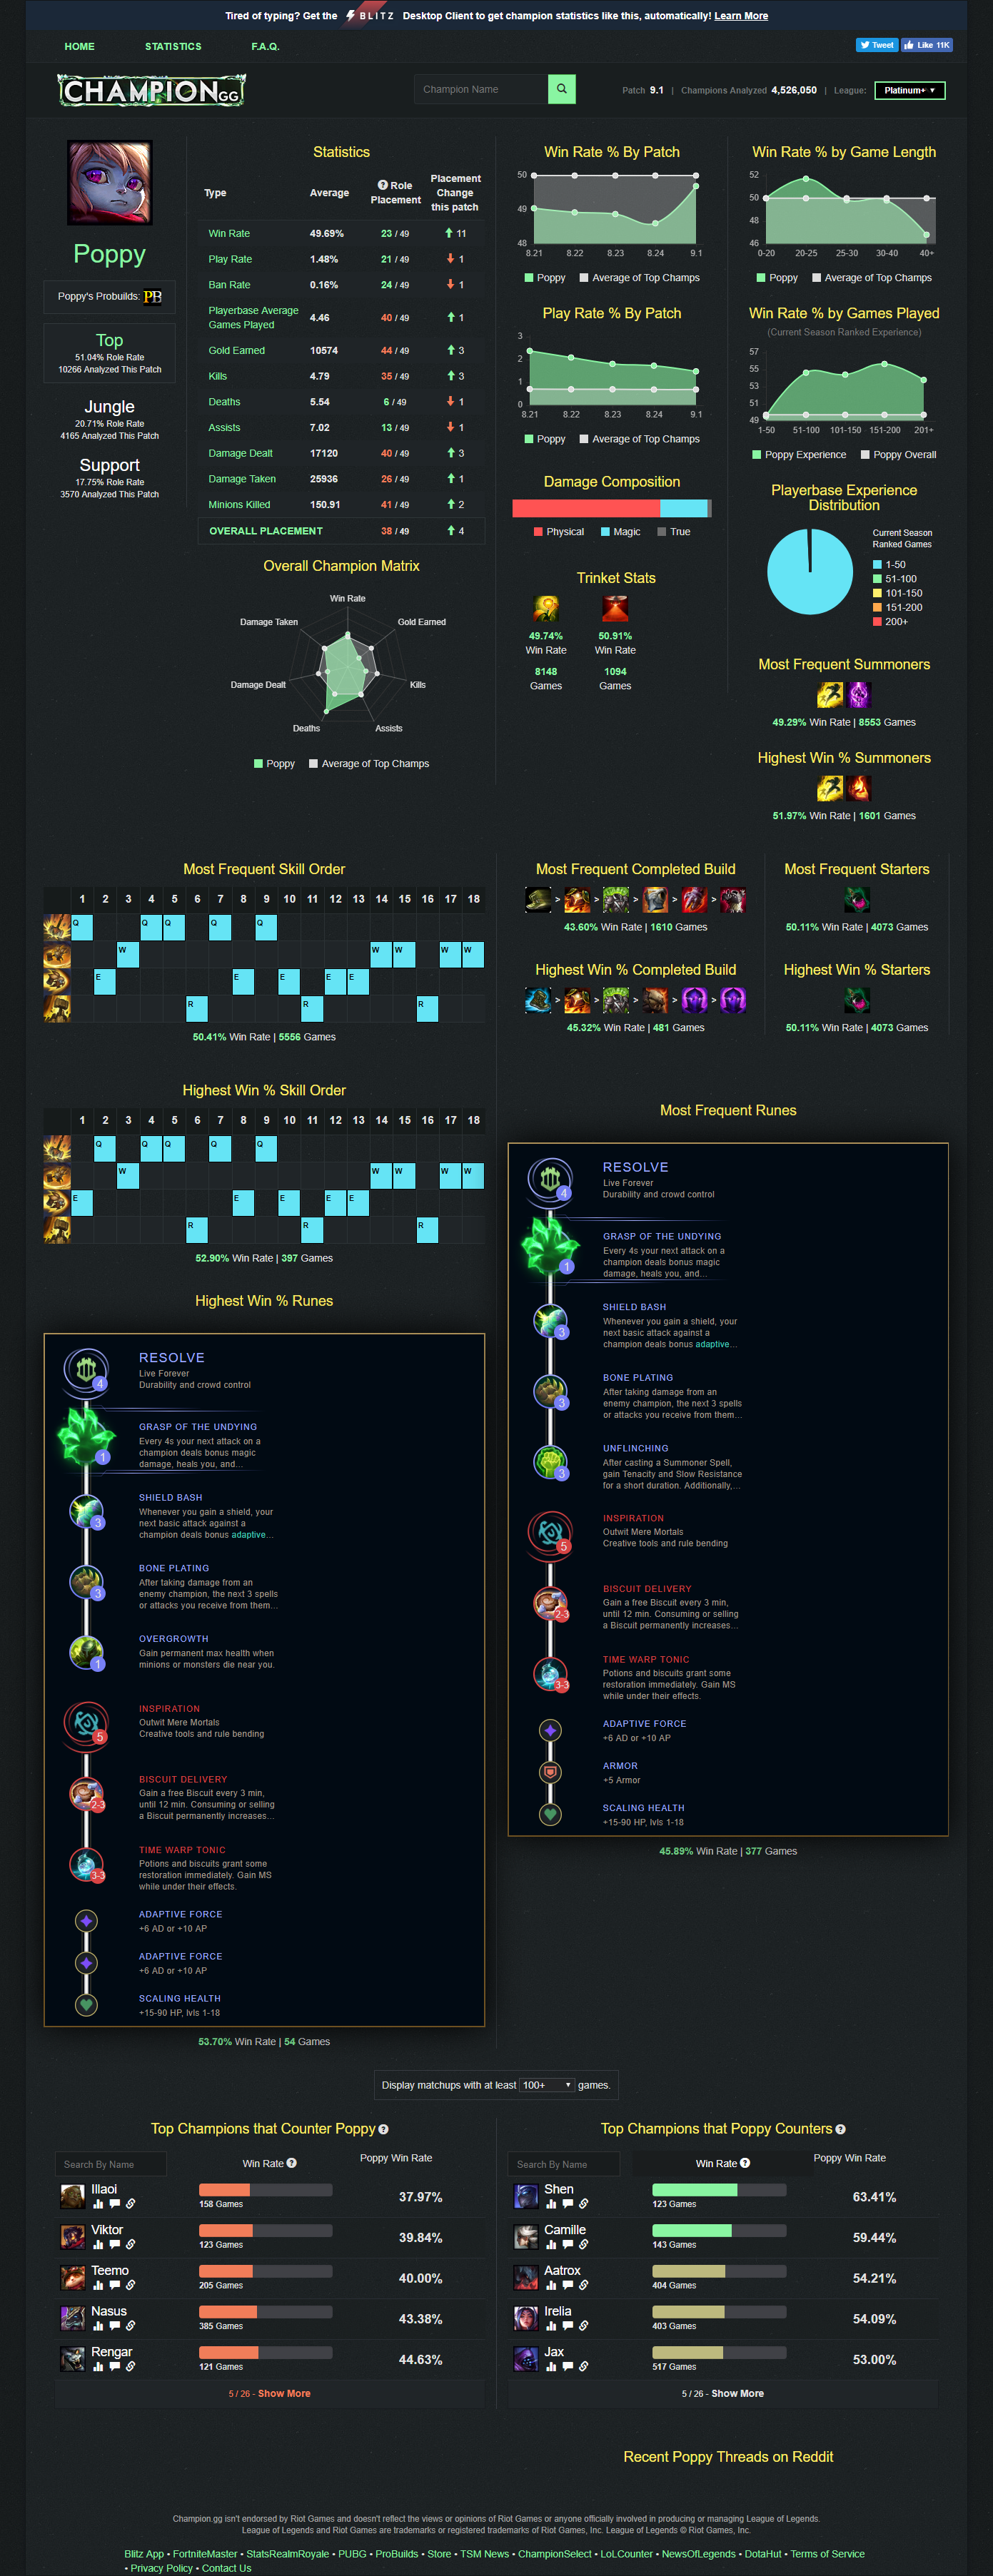 Tired of typing? Get the BLITZ Desktop Client to get champion statistics like this, automatically! Learn More
HOME STATISTICS F.A.Q.
Tweet Like 11K
CHAMPIONGG
Champion Name
Patch 9.1 | Champions Analyzed 4,526,050 | League: Platinum+
Poppy
Poppy's Probuilds: PB
Top
51.04% Role Rate
10266 Analyzed This Patch
Jungle
20.71% Role Rate
4165 Analyzed This Patch
Support
17.75% Role Rate
3570 Analyzed This Patch
Statistics
Type Average Role Placement Placement Change this patch
Win Rate 49.69% 23 / 49 11
Play Rate 1.48% 21 / 49 1
Ban Rate 0.16% 24 / 49 1
Playerbase Average Games Played 4.46 40 / 49 1
Gold Earned 10574 44 / 49 3
Kills 4.79 35 / 49 3
Deaths 5.54 6 / 49 1
Assists 7.02 13 / 49 1
Damage Dealt 17120 40 / 49 3
Damage Taken 25936 26 / 49 1
Minions Killed 150.91 41 / 49 2
OVERALL PLACEMENT 38 / 49 4
Overall Champion Matrix
Win Rate
Damage Taken Gold Earned
Damage Dealt Kills
Deaths Assists
Poppy Average of Top Champs
Win Rate % By Patch
50
49
48
8.21 8.22 8.23 8.24 9.1
Poppy Average of Top Champs
Play Rate % By Patch
3
2
1
0
8.21 8.22 8.23 8.24 9.1
Poppy Average of Top Champs
Damage Composition
Physical Magic True
Trinket Stats
49.74% 50.91%
Win Rate Win Rate
8148 1094
Games Games
Win Rate % by Game Length
52
50
48
46
0-20 20-25 25-30 30-40 40+
Poppy Average of Top Champs
Win Rate % by Games Played
(Current Season Ranked Experience)
57
55
53
51
49
1-50 51-100 101-150 151-200 201+
Poppy Experience Poppy Overall
Playerbase Experience
Distribution
Current Season
Ranked Games
1-50
51-100
101-150
151-200
200+
Most Frequent Summoners
49.29% Win Rate | 8553 Games
Highest Win % Summoners
51.97% Win Rate | 1601 Games
Most Frequent Skill Order
1 2 3 4 5 6 7 8 9 10 11 12 13 14 15 16 17 18
Q Q Q Q Q
W W W W W
E E E E E
R R R
50.41% Win Rate | 5556 Games
Highest Win % Skill Order
1 2 3 4 5 6 7 8 9 10 11 12 13 14 15 16 17 18
Q Q Q Q Q
W W W W W
E E E E E
R R R
52.90% Win Rate | 397 Games
Most Frequent Completed Build
> > > > >
43.60% Win Rate | 1610 Games
Highest Win % Completed Build
> > > > >
45.32% Win Rate | 481 Games
Most Frequent Starters
50.11% Win Rate | 4073 Games
Highest Win % Starters
50.11% Win Rate | 4073 Games
Highest Win % Runes
4
RESOLVE
Live Forever
Durability and crowd control
1
GRASP OF THE UNDYING
Every 4s your next attack on a
champion deals bonus magic
damage, heals you, and...
3
SHIELD BASH
Whenever you gain a shield, your
next basic attack against a
champion deals bonus adaptive...
3
BONE PLATING
After taking damage from an
enemy champion, the next 3 spells
or attacks you receive from them...
1
OVERGROWTH
Gain permanent max health when
minions or monsters die near you.
5
INSPIRATION
Outwit Mere Mortals
Creative tools and rule bending
2-3
BISCUIT DELIVERY
Gain a free Biscuit every 3 min,
until 12 min. Consuming or selling
a Biscuit permanently increases...
3-3
TIME WARP TONIC
Potions and biscuits grant some
restoration immediately. Gain MS
while under their effects.
ADAPTIVE FORCE
+6 AD or +10 AP
ADAPTIVE FORCE
+6 AD or +10 AP
SCALING HEALTH
+15-90 HP, lvls 1-18
53.70% Win Rate | 54 Games
Most Frequent Runes
4
RESOLVE
Live Forever
Durability and crowd control
1
GRASP OF THE UNDYING
Every 4s your next attack on a
champion deals bonus magic
damage, heals you, and...
3
SHIELD BASH
Whenever you gain a shield, your
next basic attack against a
champion deals bonus adaptive...
3
BONE PLATING
After taking damage from an
enemy champion, the next 3 spells
or attacks you receive from them...
3
UNFLINCHING
After casting a Summoner Spell,
gain Tenacity and Slow Resistance
for a short duration. Additionally,...
5
INSPIRATION
Outwit Mere Mortals
Creative tools and rule bending
2-3
BISCUIT DELIVERY
Gain a free Biscuit every 3 min,
until 12 min. Consuming or selling
a Biscuit permanently increases...
3-3
TIME WARP TONIC
Potions and biscuits grant some
restoration immediately. Gain MS
while under their effects.
ADAPTIVE FORCE
+6 AD or +10 AP
ARMOR
+5 Armor
SCALING HEALTH
+15-90 HP, lvls 1-18
45.89% Win Rate | 377 Games
Display matchups with at least 100+ games.
Top Champions that Counter Poppy
Search By Name Win Rate Poppy Win Rate
Illaoi 158 Games 37.97%
Viktor 123 Games 39.84%
Teemo 205 Games 40.00%
Nasus 385 Games 43.38%
Rengar 121 Games 44.63%
5 / 26 - Show More
Top Champions that Poppy Counters
Search By Name Win Rate Poppy Win Rate
Shen 123 Games 63.41%
Camille 143 Games 59.44%
Aatrox 404 Games 54.21%
Irelia 403 Games 54.09%
Jax 517 Games 53.00%
5 / 26 - Show More
Recent Poppy Threads on Reddit
Champion.gg isn't endorsed by Riot Games and doesn't reflect the views or opinions of Riot Games or anyone officially involved in producing or managing League of Legends.
League of Legends and Riot Games are trademarks or registered trademarks of Riot Games, Inc. League of Legends © Riot Games, Inc.
Blitz App • FortniteMaster • StatsRealmRoyale • PUBG • ProBuilds • Store • TSM News • ChampionSelect • LoLCounter • NewsOfLegends • DotaHut • Terms of Service
• Privacy Policy • Contact Us